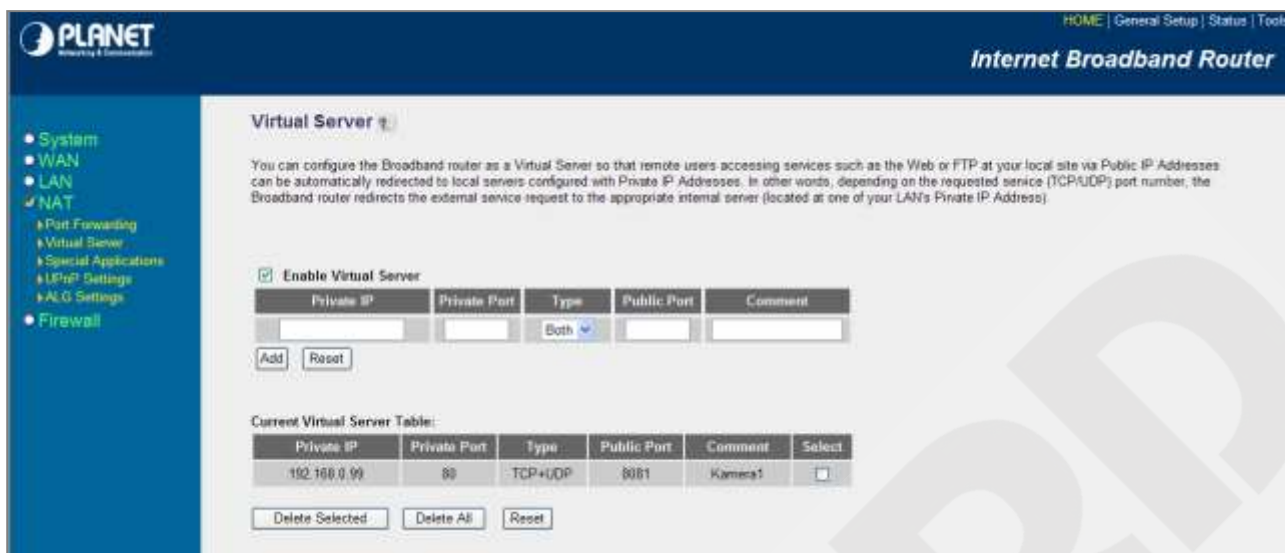 PLANET
Networking & Communication
HOME | General Setup | Status | Tools
Internet Broadband Router
System
WAN
LAN
NAT
Port Forwarding
Virtual Server
Special Applications
UPnP Settings
ALG Settings
Firewall
Virtual Server
You can configure the Broadband router as a Virtual Server so that remote users accessing services such as the Web or FTP at your local site via Public IP Addresses
can be automatically redirected to local servers configured with Private IP Addresses. In other words, depending on the requested service (TCP/UDP) port number, the
Broadband router redirects the external service request to the appropriate internal server (located at one of your LAN's Private IP Address).
Enable Virtual Server
Private IP Private Port Type Public Port Comment
Both
Add Reset
Current Virtual Server Table:
Private IP Private Port Type Public Port Comment Select
192.168.0.99 80 TCP+UDP 8081 Kamera1
Delete Selected Delete All Reset